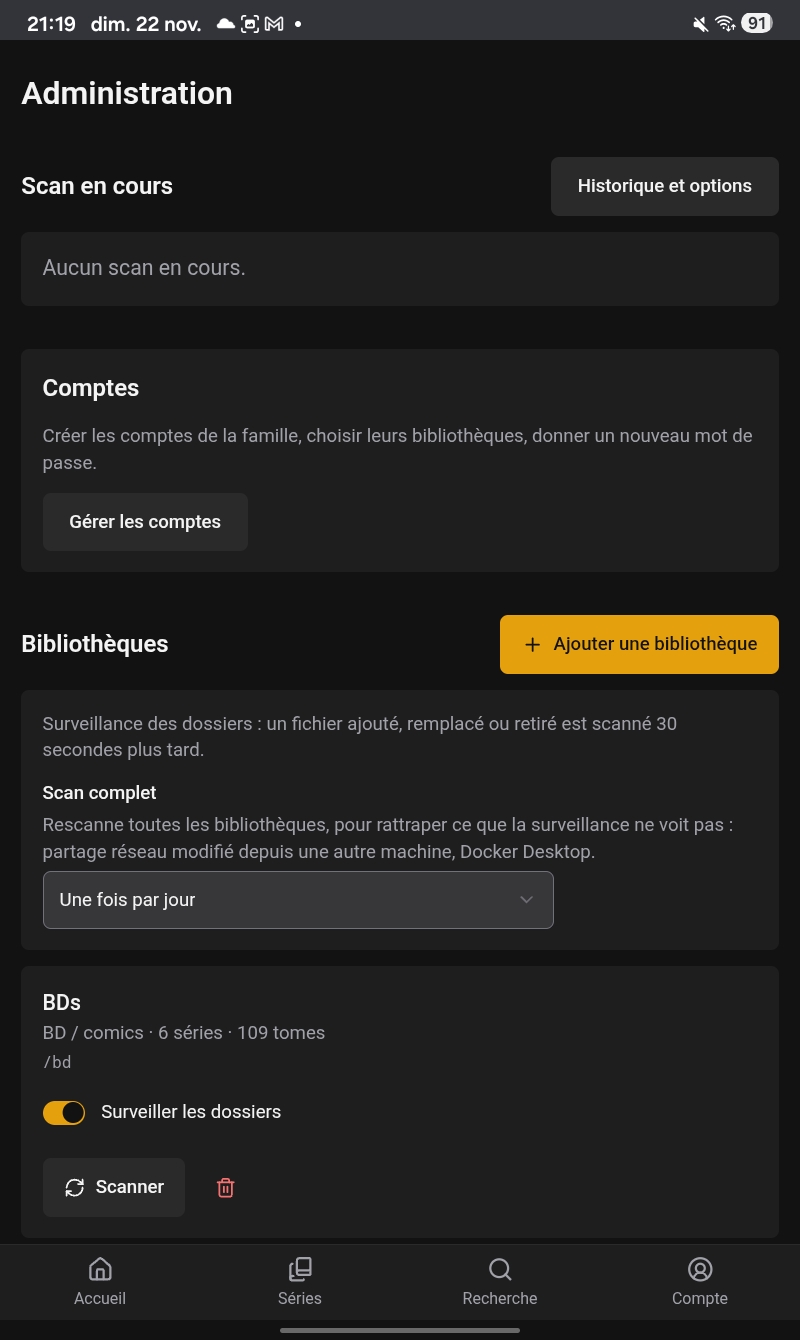 21:19 dim. 22 nov. 91
Administration
Scan en cours
Historique et options
Aucun scan en cours.
Comptes
Créer les comptes de la famille, choisir leurs bibliothèques, donner un nouveau mot de
passe.
Gérer les comptes
Bibliothèques
Ajouter une bibliothèque
Surveillance des dossiers : un fichier ajouté, remplacé ou retiré est scanné 30
secondes plus tard.
Scan complet
Rescanne toutes les bibliothèques, pour rattraper ce que la surveillance ne voit pas :
partage réseau modifié depuis une autre machine, Docker Desktop.
Une fois par jour
BDs
BD / comics · 6 séries · 109 tomes
/bd
Surveiller les dossiers
Scanner
Accueil Séries Recherche Compte